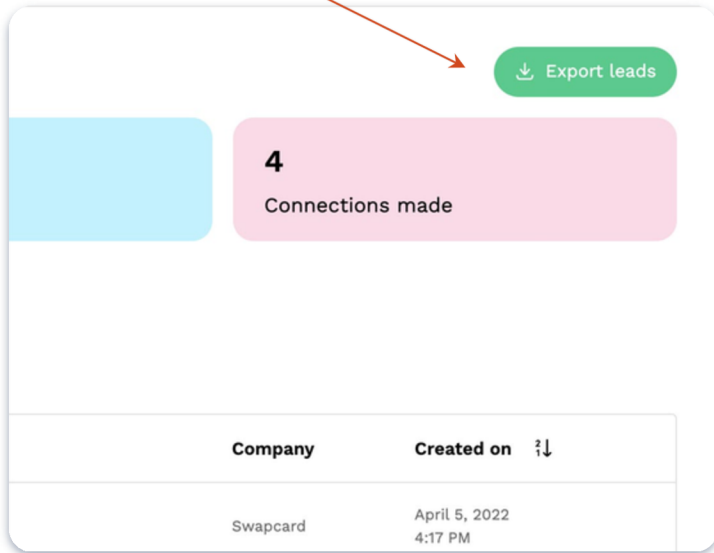 Export leads
4
Connections made
Company
Created on
Swapcard
April 5, 2022
4:17 PM